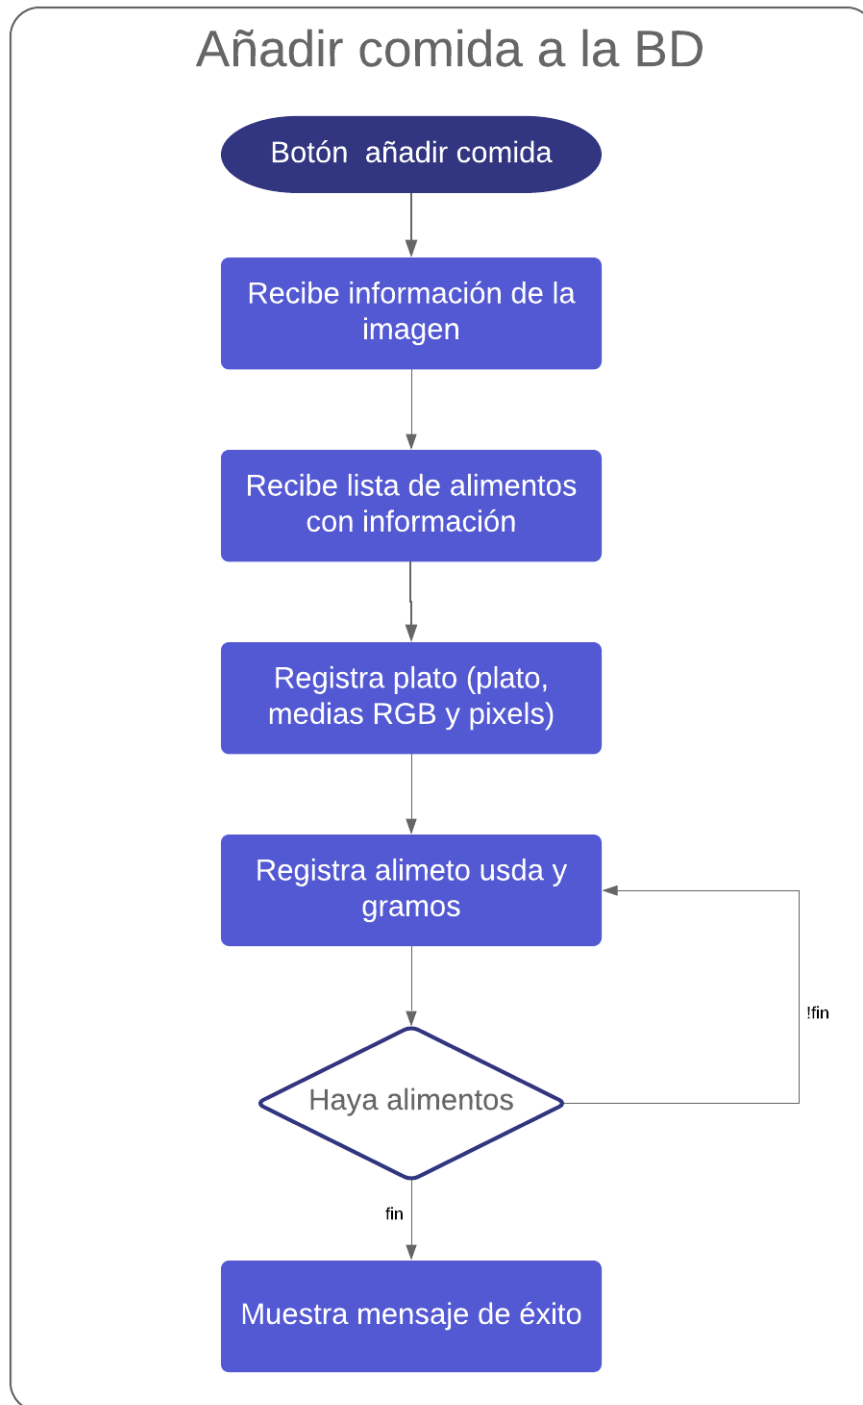 Añadir comida a la BD
Botón añadir comida
Recibe información de la
imagen
Recibe lista de alimentos
con información
Registra plato (plato,
medias RGB y pixels)
Registra alimeto usda y
gramos
!fin
Haya alimentos
fin
Muestra mensaje de éxito